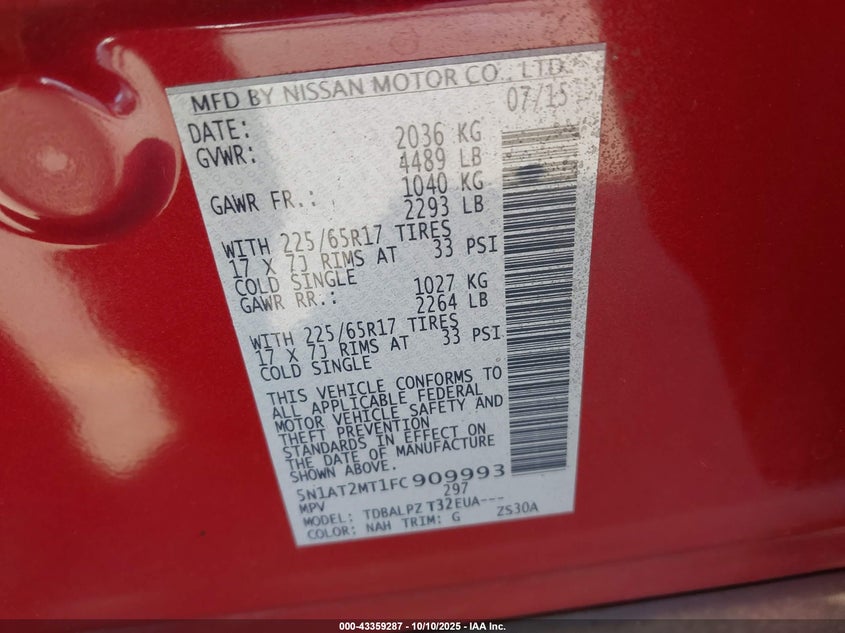 MFD BY NISSAN MOTOR CO., LTD.
DATE: 07/15
GVWR: 2036 KG
4489 LB
GAWR FR.: 1040 KG
2293 LB
WITH 225/65R17 TIRES
17 X 7J RIMS AT 33 PSI
COLD SINGLE
GAWR RR.: 1027 KG
2264 LB
WITH 225/65R17 TIRES
17 X 7J RIMS AT 33 PSI
COLD SINGLE
THIS VEHICLE CONFORMS TO
ALL APPLICABLE FEDERAL
MOTOR VEHICLE SAFETY AND
THEFT PREVENTION
STANDARDS IN EFFECT ON
THE DATE OF MANUFACTURE
SHOWN ABOVE.
5N1AT2MT1FC909993
MPV 297
MODEL: TDBALPZ T32EUA---
COLOR: NAH TRIM: G ZS30A
000-43359287 - 10/10/2025 - IAA Inc.